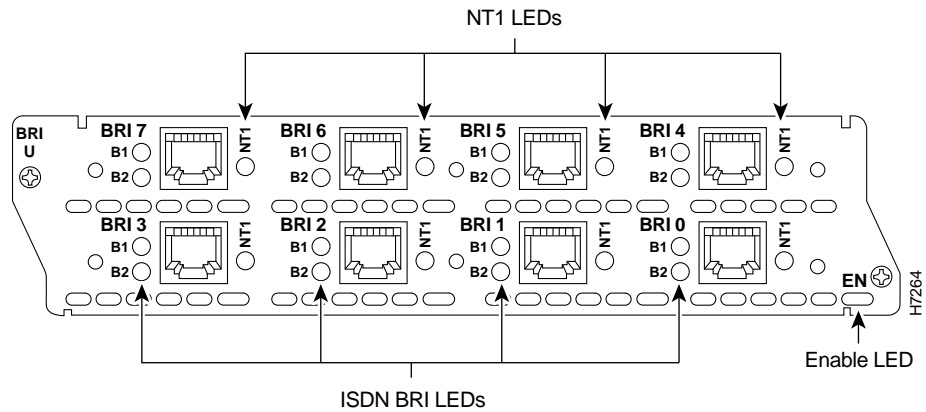 NT1 LEDs
BRI U
BRI 7 B1 B2 NT1
BRI 6 B1 B2 NT1
BRI 5 B1 B2 NT1
BRI 4 B1 B2 NT1
BRI 3 B1 B2 NT1
BRI 2 B1 B2 NT1
BRI 1 B1 B2 NT1
BRI 0 B1 B2 NT1
EN
H7264
Enable LED
ISDN BRI LEDs